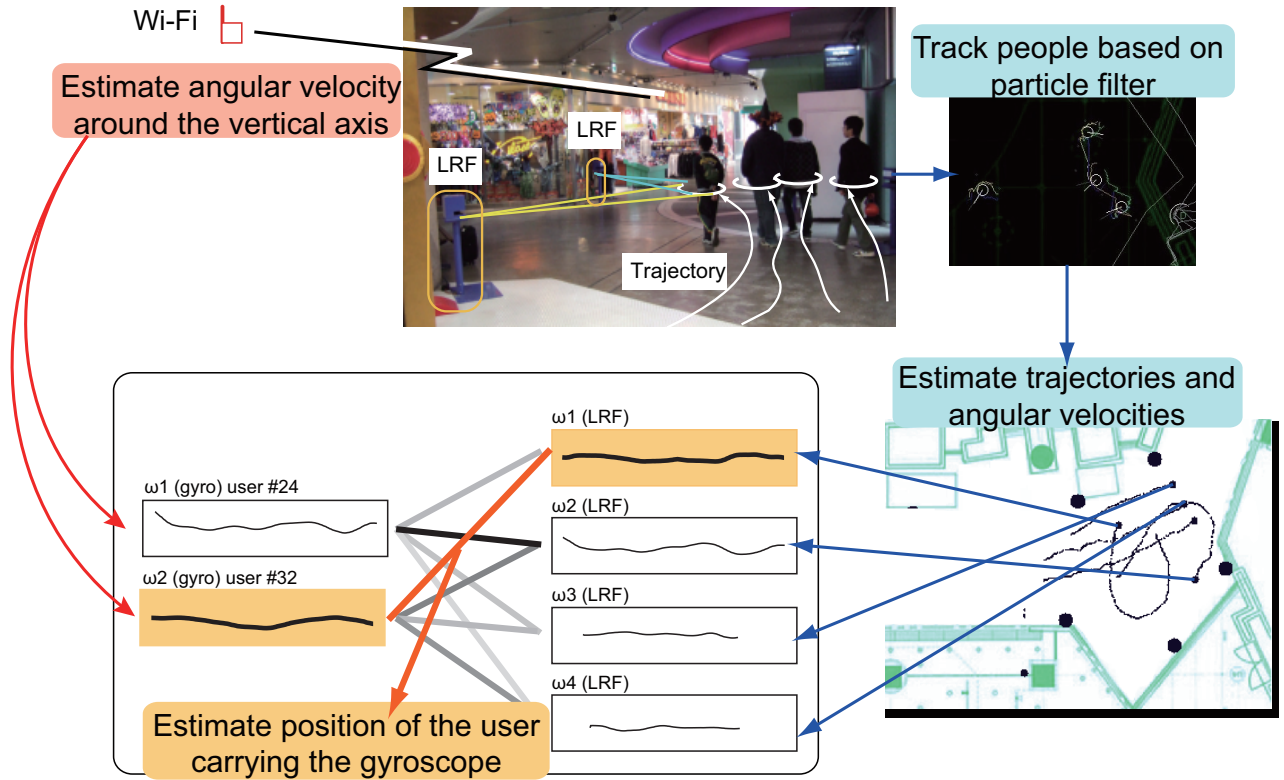 Wi-Fi
Estimate angular velocity
around the vertical axis
LRF
LRF
Trajectory
Track people based on
particle filter
Estimate trajectories and
angular velocities
ω1 (gyro) user #24
ω2 (gyro) user #32
ω1 (LRF)
ω2 (LRF)
ω3 (LRF)
ω4 (LRF)
Estimate position of the user
carrying the gyroscope